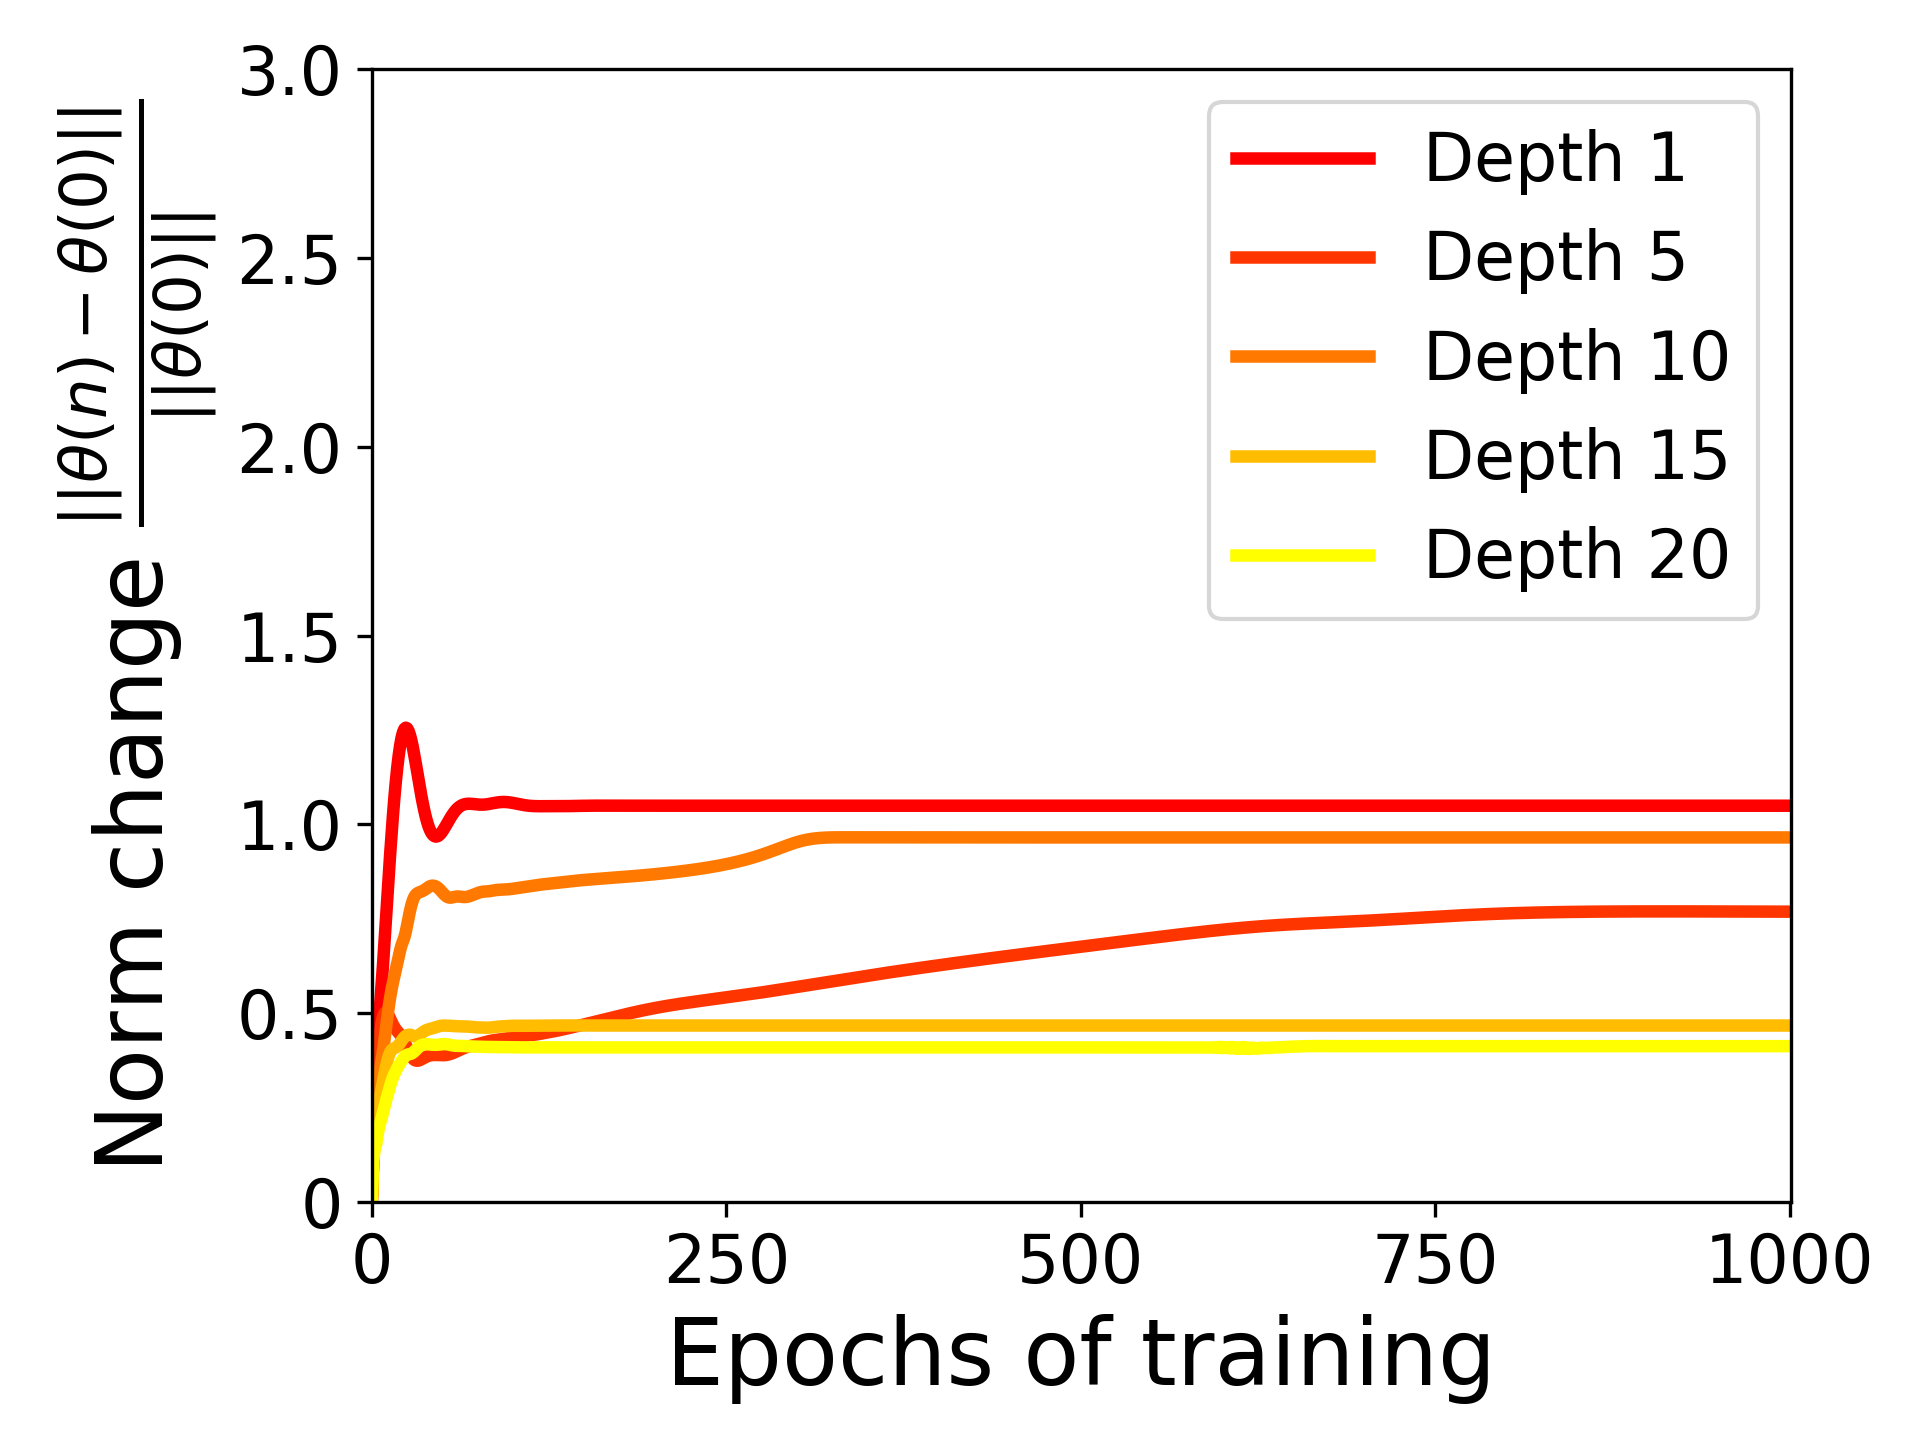 Norm change ||θ(n) − θ(0)|| / ||θ(0)||
3.0
2.5
2.0
1.5
1.0
0.5
0
0 250 500 750 1000
Epochs of training
Depth 1
Depth 5
Depth 10
Depth 15
Depth 20